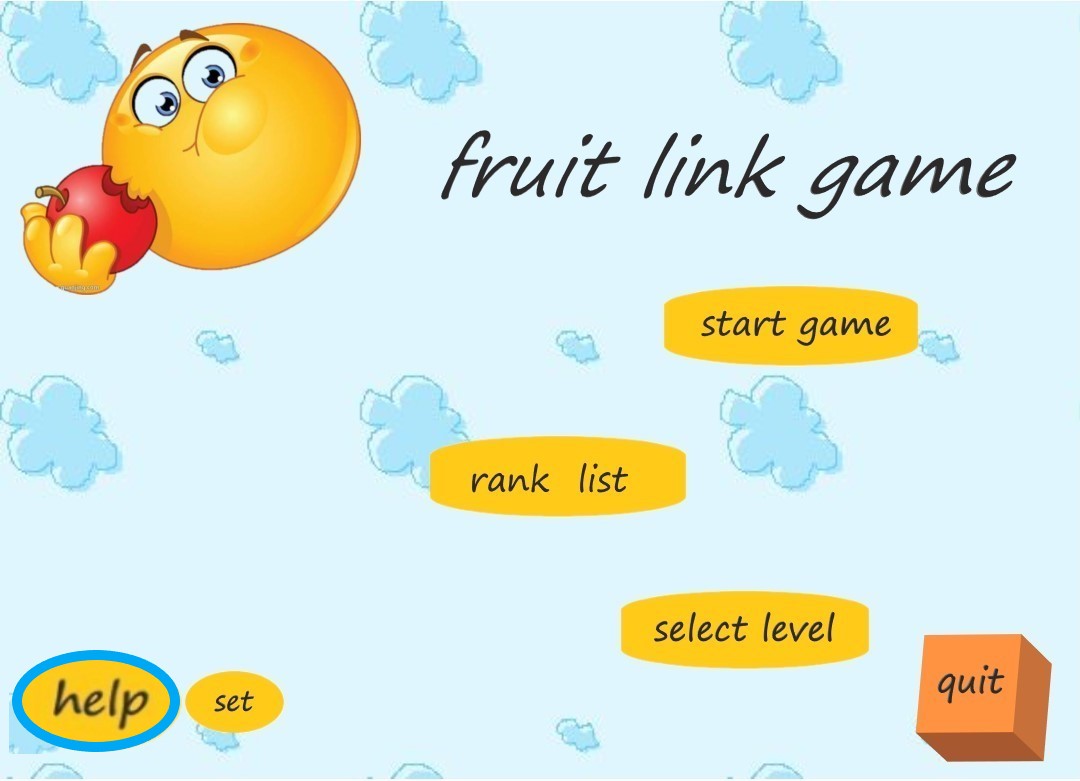 fruit link game
start game
rank list
select level
help
set
quit